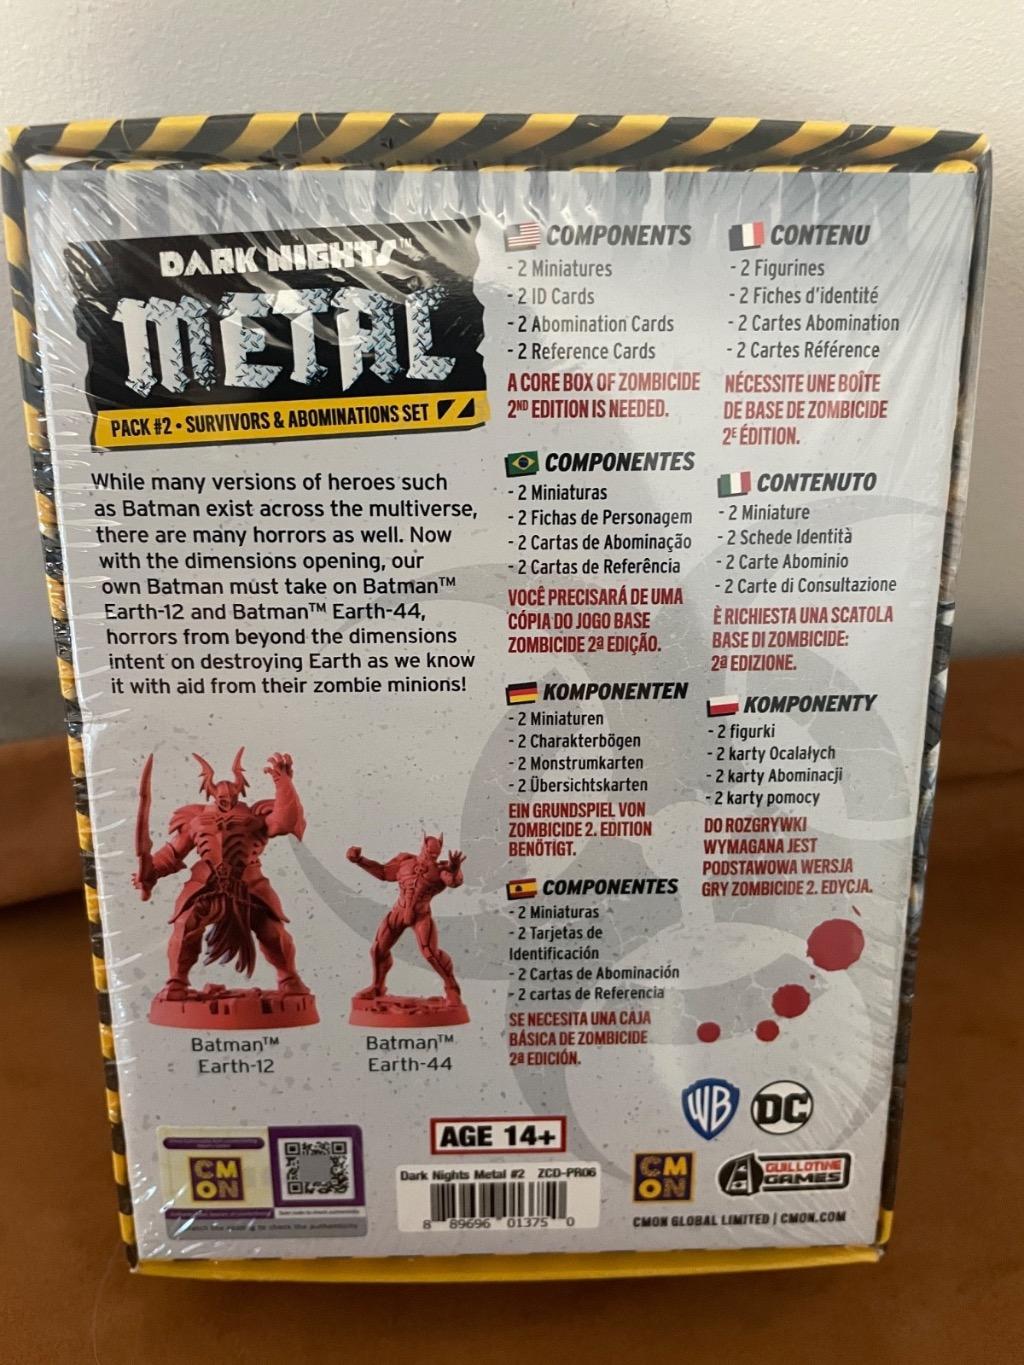 DARK NIGHTS™
METAL
PACK #2 • SURVIVORS & ABOMINATIONS SET
While many versions of heroes such
as Batman exist across the multiverse,
there are many horrors as well. Now
with the dimensions opening, our
own Batman must take on Batman™
Earth-12 and Batman™ Earth-44,
horrors from beyond the dimensions
intent on destroying Earth as we know
it with aid from their zombie minions!
Batman™
Earth-12
Batman™
Earth-44
COMPONENTS
- 2 Miniatures
- 2 ID Cards
- 2 Abomination Cards
- 2 Reference Cards
A CORE BOX OF ZOMBICIDE
2ND EDITION IS NEEDED.
CONTENU
- 2 Figurines
- 2 Fiches d'identité
- 2 Cartes Abomination
- 2 Cartes Référence
NÉCESSITE UNE BOÎTE
DE BASE DE ZOMBICIDE
2E ÉDITION.
COMPONENTES
- 2 Miniaturas
- 2 Fichas de Personagem
- 2 Cartas de Abominação
- 2 Cartas de Referência
VOCÊ PRECISARÁ DE UMA
CÓPIA DO JOGO BASE
ZOMBICIDE 2ª EDIÇÃO.
CONTENUTO
- 2 Miniature
- 2 Schede Identità
- 2 Carte Abominio
- 2 Carte di Consultazione
È RICHIESTA UNA SCATOLA
BASE DI ZOMBICIDE:
2ª EDIZIONE.
KOMPONENTEN
- 2 Miniaturen
- 2 Charakterbögen
- 2 Monstrumkarten
- 2 Übersichtskarten
EIN GRUNDSPIEL VON
ZOMBICIDE 2. EDITION
BENÖTIGT.
KOMPONENTY
- 2 figurki
- 2 karty Ocalałych
- 2 karty Abominacji
- 2 karty pomocy
DO ROZGRYWKI
WYMAGANA JEST
PODSTAWOWA WERSJA
GRY ZOMBICIDE 2. EDYCJA.
COMPONENTES
- 2 Miniaturas
- 2 Tarjetas de
Identificación
- 2 Cartas de Abominación
- 2 cartas de Referencia
SE NECESITA UNA CAJA
BÁSICA DE ZOMBICIDE
2ª EDICIÓN.
WB
DC
AGE 14+
CMON
Dark Nights Metal #2 ZCD-PR06
8 89696 01375 0
CMON
GUILLOTINE
GAMES
CMON GLOBAL LIMITED | CMON.COM